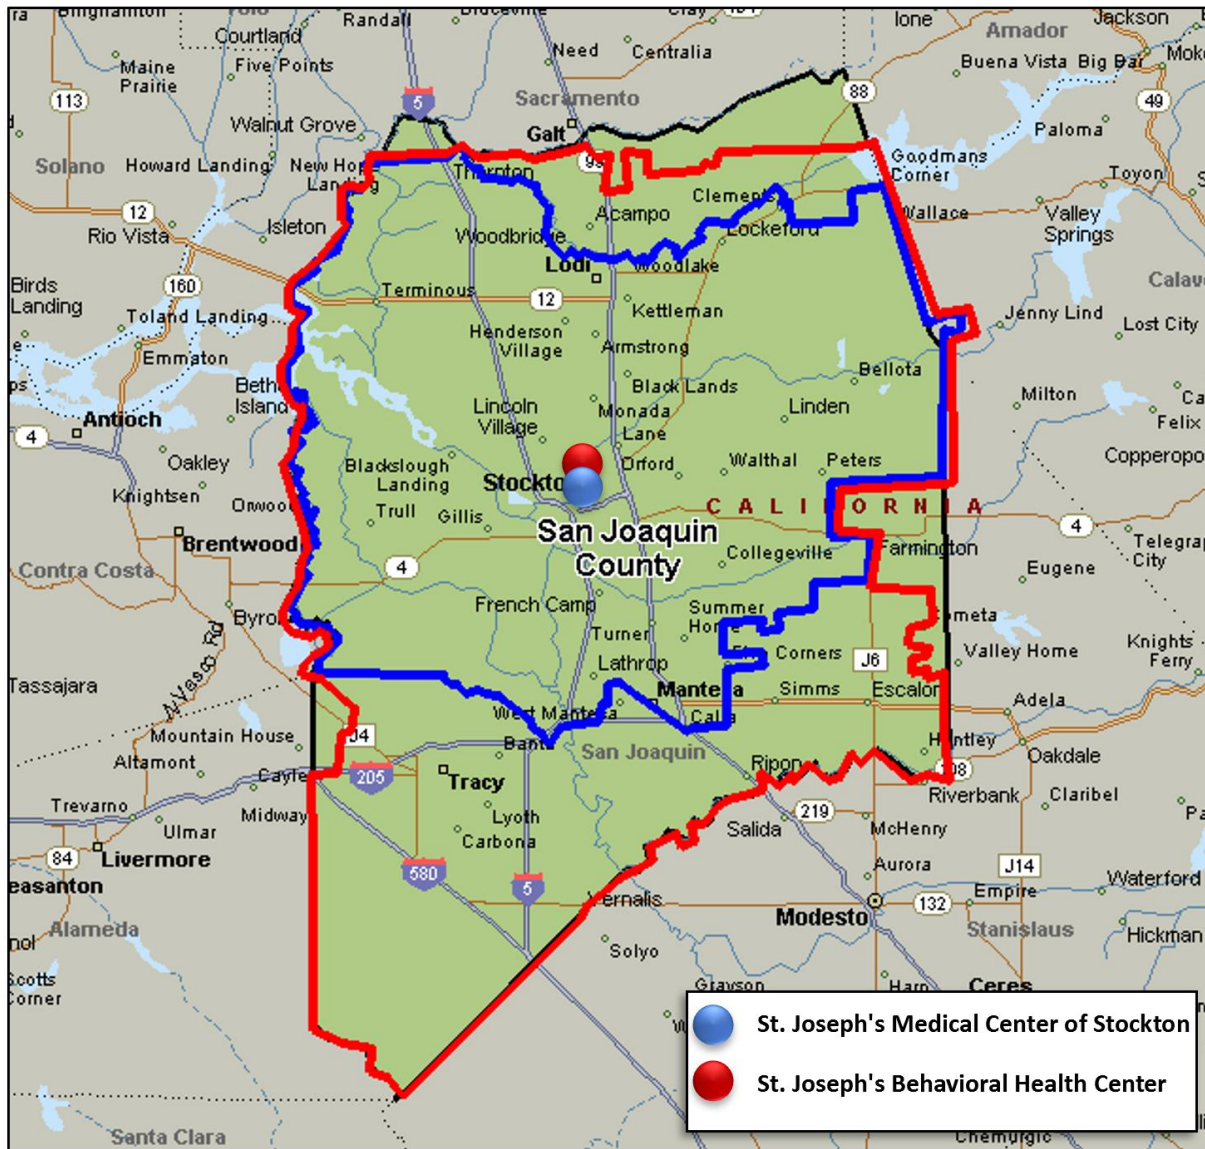 Binghamton
Randall
Courtland
Five Points
Maine
Prairie
113
Need
Centralia
Ione
Amador
Jackson
Buena Vista
Big Bar
5
Sacramento
88
49
Walnut Grove
Galt
Paloma
Solano
Howard Landing
New Hope
Landing
Thornton
99
Goodmans
Corner
Toyon
12
Rio Vista
Isleton
Acampo
Clements
Wallace
Valley
Springs
Woodbridge
Lockeford
Lodi
Woodlake
Birds
Landing
160
Terminous
12
Kettleman
Toland Landing
Henderson
Village
Jenny Lind
Lost City
Emmaton
Armstrong
Bellota
Black Lands
Milton
Antioch
4
Lincoln
Village
Monada
Lane
Linden
Felix
Oakley
Blackslough
Landing
Orford
Walthal
Peters
Knightsen
Orwood
Trull
Gillis
CALIFORNIA
4
San Joaquin
County
Brentwood
Collegeville
Farmington
Eugene
Contra Costa
4
French Camp
Summer
Home
Byron
Turner
Corners
J6
Valley Home
Knights
Ferry
N Vasco Rd
Lathrop
Tassajara
Manteca
Simms
Escalon
Adela
West Manteca
Calla
Mountain House
J4
Banta
San Joaquin
Huntley
Oakdale
Altamont
Cayley
205
Tracy
Ripon
108
Riverbank
Claribel
Trevarno
Midway
Lyoth
Ulmar
Carbona
Salida
219
McHenry
84
Livermore
580
5
Aurora
J14
Vernalis
Empire
Waterford
Modesto
132
Alameda
Stanislaus
Hickman
Solyo
Scotts
Corner
Grayson
Ceres
St. Joseph's Medical Center of Stockton
St. Joseph's Behavioral Health Center
Santa Clara
Chemurgic